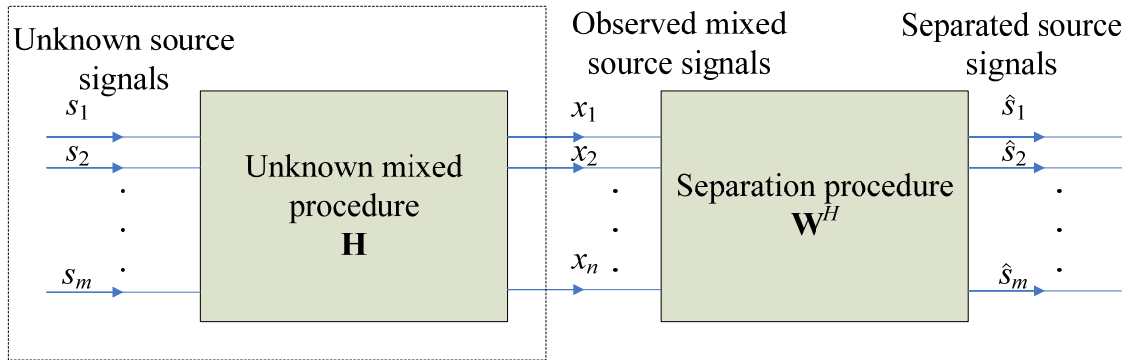 Unknown source
signals
s1
s2
sm
Unknown mixed
procedure
H
Observed mixed
source signals
x1
x2
xn
Separation procedure
W^H
Separated source
signals
ŝ1
ŝ2
ŝm